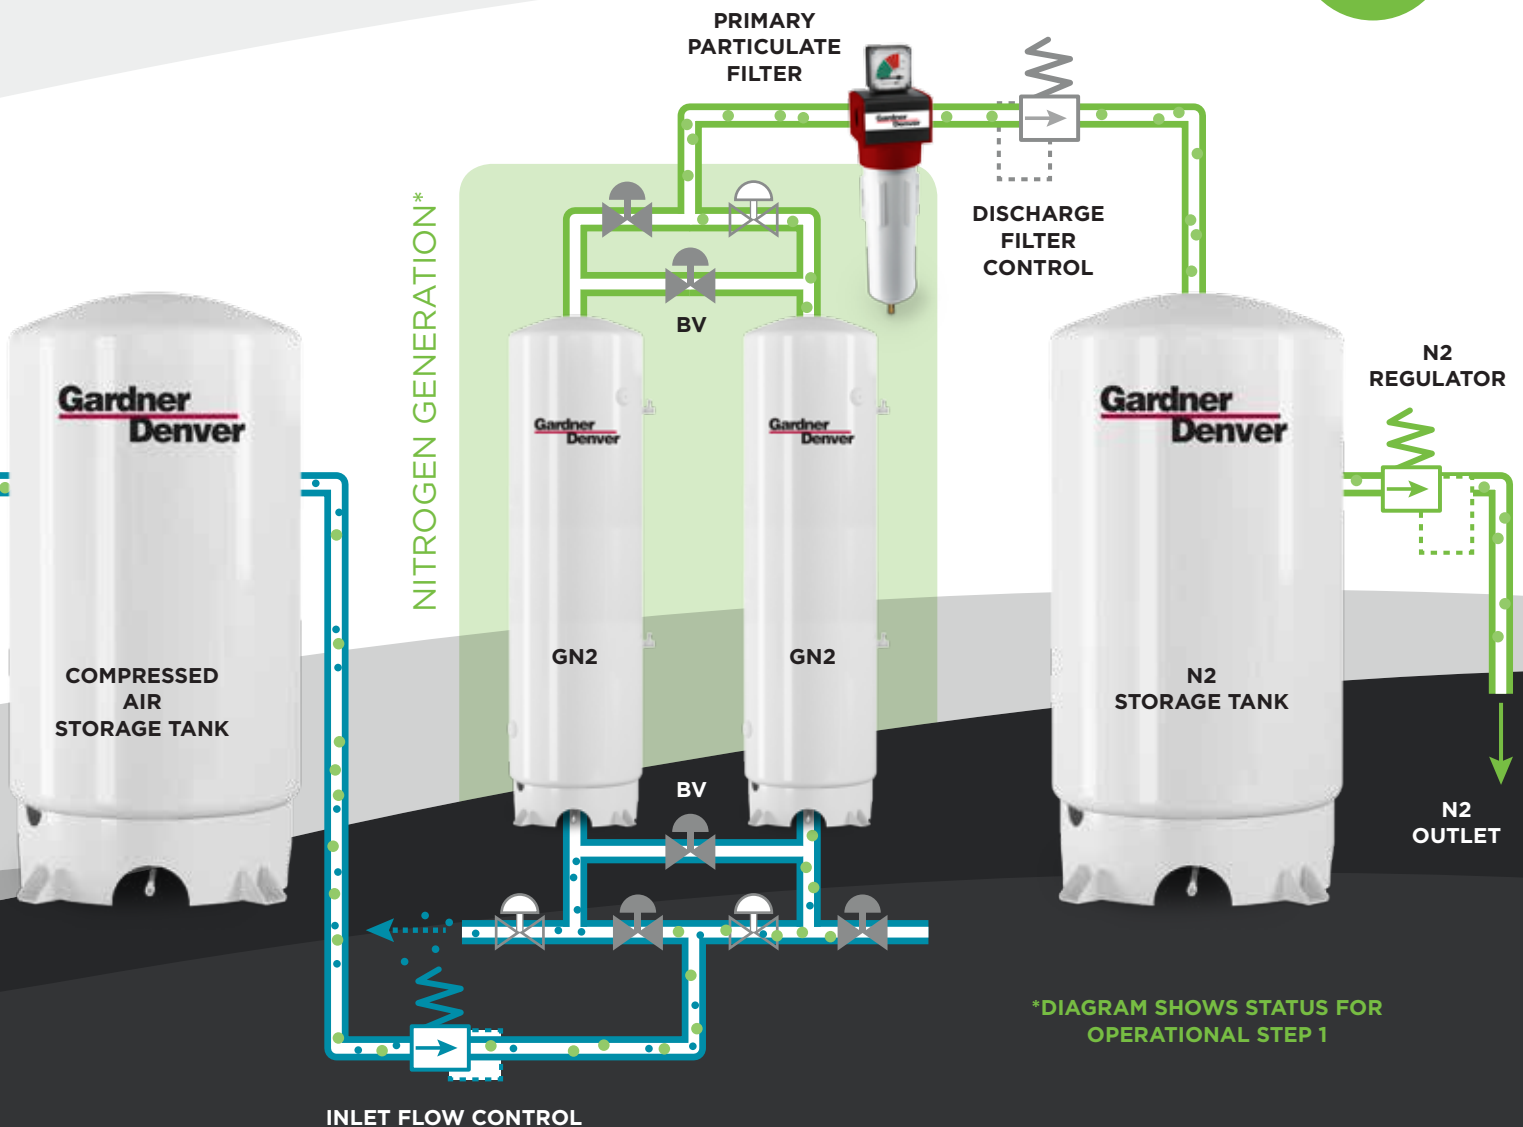 PRIMARY
PARTICULATE
FILTER
Gardner
Denver
DISCHARGE
FILTER
CONTROL
NITROGEN GENERATION*
BV
N2
REGULATOR
Gardner
Denver
Gardner
Denver
Gardner
Denver
Gardner
Denver
COMPRESSED
AIR
STORAGE TANK
GN2
GN2
N2
STORAGE TANK
BV
N2
OUTLET
*DIAGRAM SHOWS STATUS FOR
OPERATIONAL STEP 1
INLET FLOW CONTROL